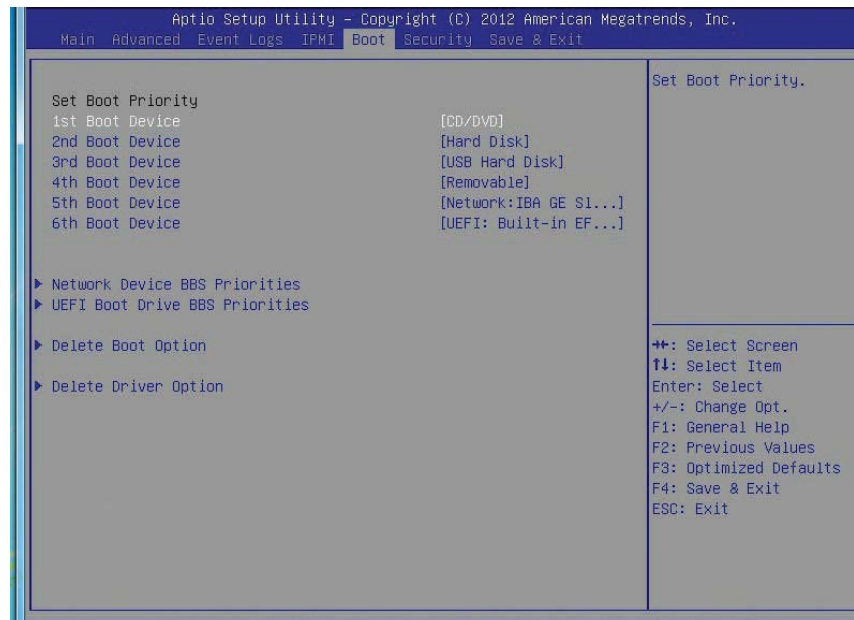 Aptio Setup Utility – Copyright (C) 2012 American Megatrends, Inc.
Main Advanced Event Logs IPMI Boot Security Save & Exit
Set Boot Priority
1st Boot Device [CD/DVD]
2nd Boot Device [Hard Disk]
3rd Boot Device [USB Hard Disk]
4th Boot Device [Removable]
5th Boot Device [Network:IBA GE Sl...]
6th Boot Device [UEFI: Built-in EF...]
Network Device BBS Priorities
UEFI Boot Drive BBS Priorities
Delete Boot Option
Delete Driver Option
Set Boot Priority.
→←: Select Screen
↑↓: Select Item
Enter: Select
+/-: Change Opt.
F1: General Help
F2: Previous Values
F3: Optimized Defaults
F4: Save & Exit
ESC: Exit